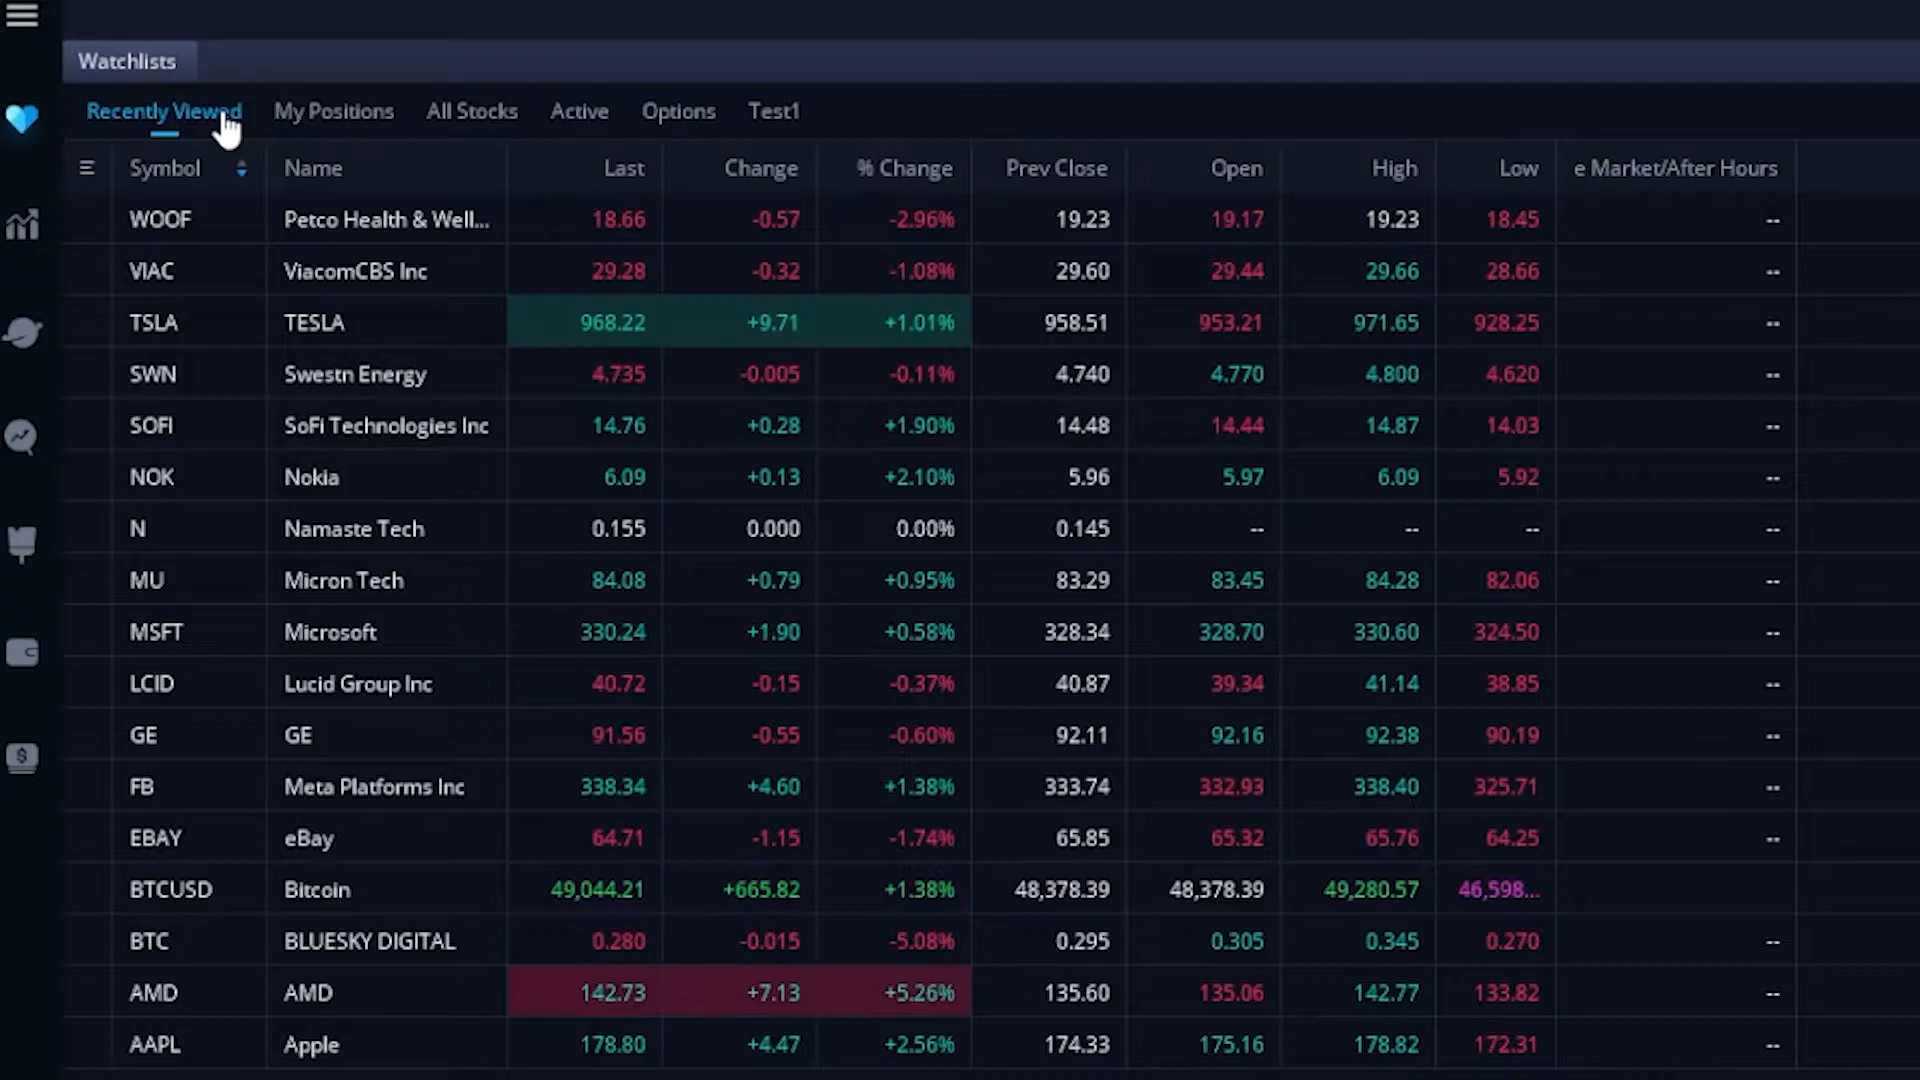 Watchlists
Recently Viewed My Positions All Stocks Active Options Test1
Symbol Name Last Change % Change Prev Close Open High Low e Market/After Hours
WOOF Petco Health & Well... 18.66 -0.57 -2.96% 19.23 19.17 19.23 18.45 --
VIAC ViacomCBS Inc 29.28 -0.32 -1.08% 29.60 29.44 29.66 28.66 --
TSLA TESLA 968.22 +9.71 +1.01% 958.51 953.21 971.65 928.25 --
SWN Swestn Energy 4.735 -0.005 -0.11% 4.740 4.770 4.800 4.620 --
SOFI SoFi Technologies Inc 14.76 +0.28 +1.90% 14.48 14.44 14.87 14.03 --
NOK Nokia 6.09 +0.13 +2.10% 5.96 5.97 6.09 5.92 --
N Namaste Tech 0.155 0.000 0.00% 0.145 -- -- -- --
MU Micron Tech 84.08 +0.79 +0.95% 83.29 83.45 84.28 82.06 --
MSFT Microsoft 330.24 +1.90 +0.58% 328.34 328.70 330.60 324.50 --
LCID Lucid Group Inc 40.72 -0.15 -0.37% 40.87 39.34 41.14 38.85 --
GE GE 91.56 -0.55 -0.60% 92.11 92.16 92.38 90.19 --
FB Meta Platforms Inc 338.34 +4.60 +1.38% 333.74 332.93 338.40 325.71 --
EBAY eBay 64.71 -1.15 -1.74% 65.85 65.32 65.76 64.25 --
BTCUSD Bitcoin 49,044.21 +665.82 +1.38% 48,378.39 48,378.39 49,280.57 46,598...
BTC BLUESKY DIGITAL 0.280 -0.015 -5.08% 0.295 0.305 0.345 0.270 --
AMD AMD 142.73 +7.13 +5.26% 135.60 135.06 142.77 133.82 --
AAPL Apple 178.80 +4.47 +2.56% 174.33 175.16 178.82 172.31 --